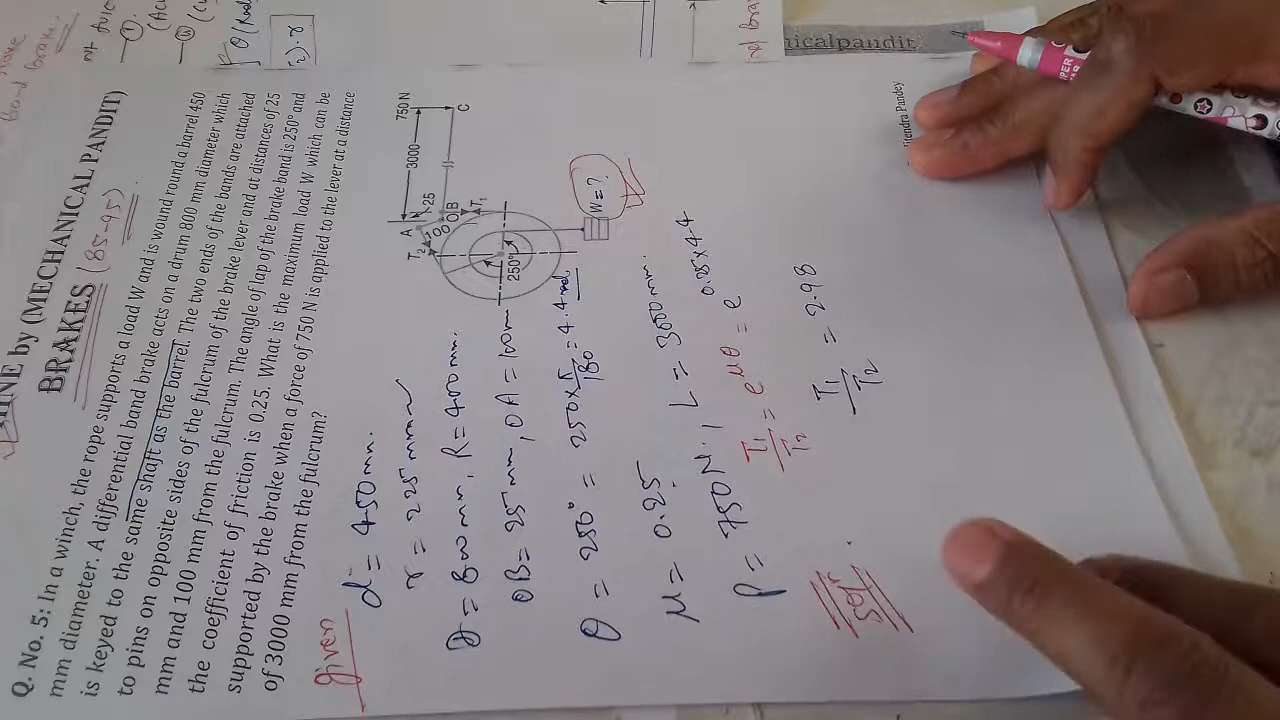 by (MECHANICAL PANDIT)
BRAKES (85-95)
Q. No. 5: In a winch, the rope supports a load W and is wound round a barrel 450
mm diameter. A differential band brake acts on a drum 800 mm diameter which
is keyed to the same shaft as the barrel. The two ends of the bands are attached
to pins on opposite sides of the fulcrum of the brake lever and at distances of 25
mm and 100 mm from the fulcrum. The angle of lap of the brake band is 250° and
the coefficient of friction is 0.25. What is the maximum load W which can be
supported by the brake when a force of 750 N is applied to the lever at a distance
of 3000 mm from the fulcrum?
750 N
3000
C
25
A
O B
100
T2
T1
250°
W = ?
given
d = 450 mm.
r = 225 mm
D = 800 mm, R = 400 mm.
OB = 25 mm, OA = 100 mm
θ = 250° = 250 × π/180 = 4.4 rad.
μ = 0.25
P = 750 N, L = 3000 mm.
T1/T2 = e^μθ = e^0.25×4.4
Solⁿ.
T1/T2 = 2.98
icalpandit
Pandey